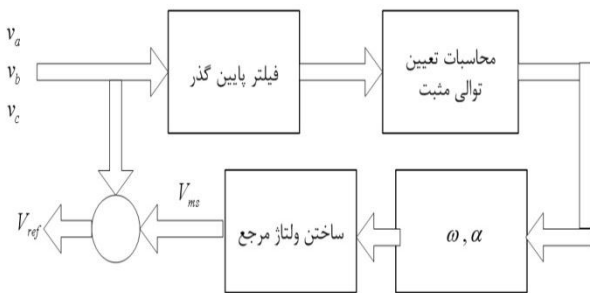 v_a
v_b
v_c
فیلتر پایین گذر
محاسبات تعیین
توالی مثبت
V_ref
V_ms
ساختن ولتاژ مرجع
ω , α